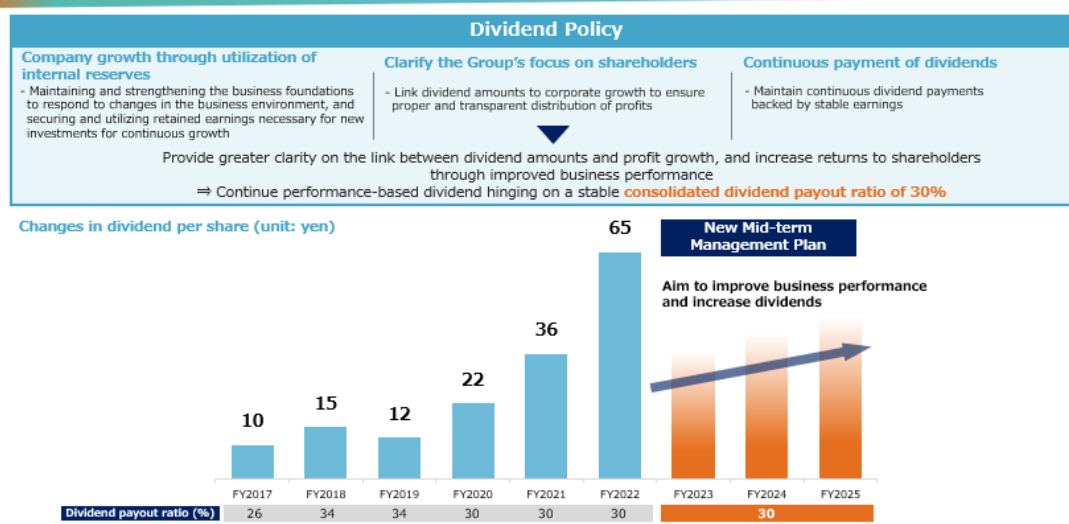 Dividend Policy
Company growth through utilization of
internal reserves
- Maintaining and strengthening the business foundations
to respond to changes in the business environment, and
securing and utilizing retained earnings necessary for new
investments for continuous growth
Clarify the Group's focus on shareholders
- Link dividend amounts to corporate growth to ensure
proper and transparent distribution of profits
Continuous payment of dividends
- Maintain continuous dividend payments
backed by stable earnings
Provide greater clarity on the link between dividend amounts and profit growth, and increase returns to shareholders
through improved business performance
⇒ Continue performance-based dividend hinging on a stable consolidated dividend payout ratio of 30%
Changes in dividend per share (unit: yen)
New Mid-term
Management Plan
Aim to improve business performance
and increase dividends
10
15
12
22
36
65
FY2017 FY2018 FY2019 FY2020 FY2021 FY2022 FY2023 FY2024 FY2025
Dividend payout ratio (%) 26 34 34 30 30 30 30